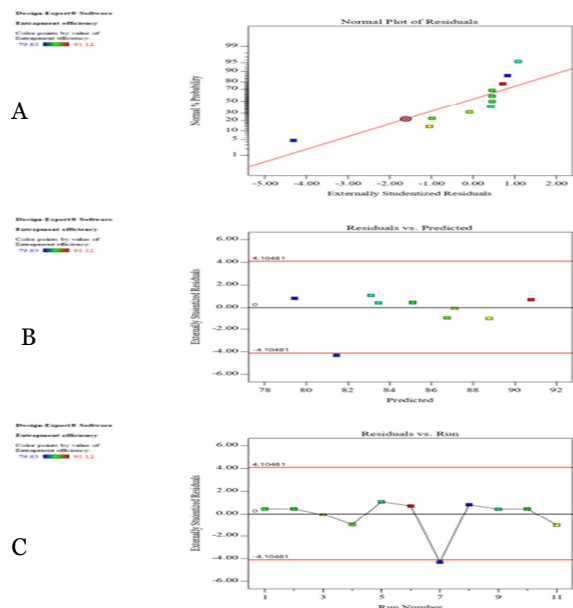 Design-Expert® Software
Entrapment efficiency
Color points by value of
Entrapment efficiency:
79.83 91.12
A
Normal Plot of Residuals
Normal % Probability
99
95
90
80
70
50
30
20
10
5
1
-5.00 -4.00 -3.00 -2.00 -1.00 0.00 1.00 2.00
Externally Studentized Residuals
Design-Expert® Software
Entrapment efficiency
Color points by value of
Entrapment efficiency:
79.83 91.12
B
Residuals vs. Predicted
Externally Studentized Residuals
6.00
4.10481
4.00
2.00
0
0.00
-2.00
-4.10481
-4.00
-6.00
78 80 82 84 86 88 90 92
Predicted
Design-Expert® Software
Entrapment efficiency
Color points by value of
Entrapment efficiency:
79.83 91.12
C
Residuals vs. Run
Externally Studentized Residuals
6.00
4.10481
4.00
2.00
0
0.00
-2.00
-4.10481
-4.00
-6.00
1 3 5 7 9 11
Run Number